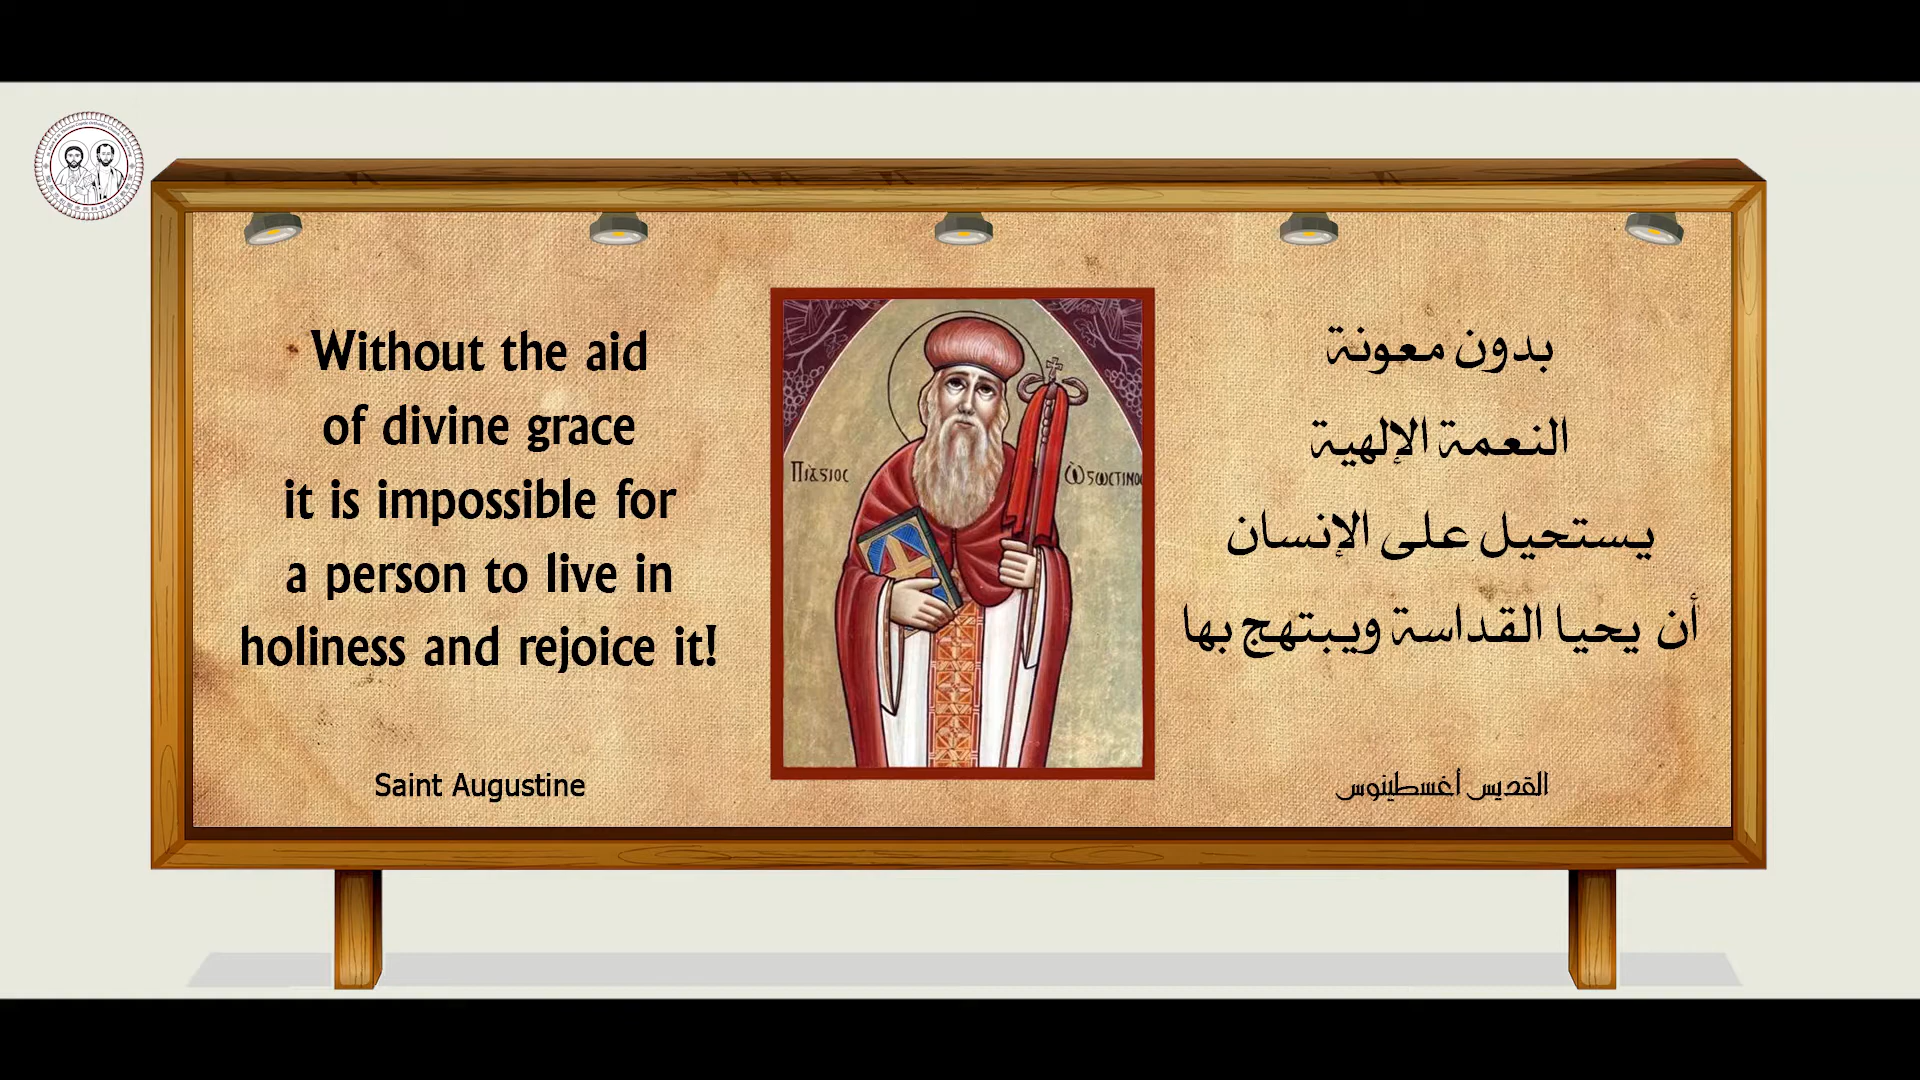 Without the aid
of divine grace
it is impossible for
a person to live in
holiness and rejoice it!
Saint Augustine
بدون معونة
النعمة الإلهية
يستحيل على الإنسان
أن يحيا القداسة ويبتهج بها
القديس أغسطينوس